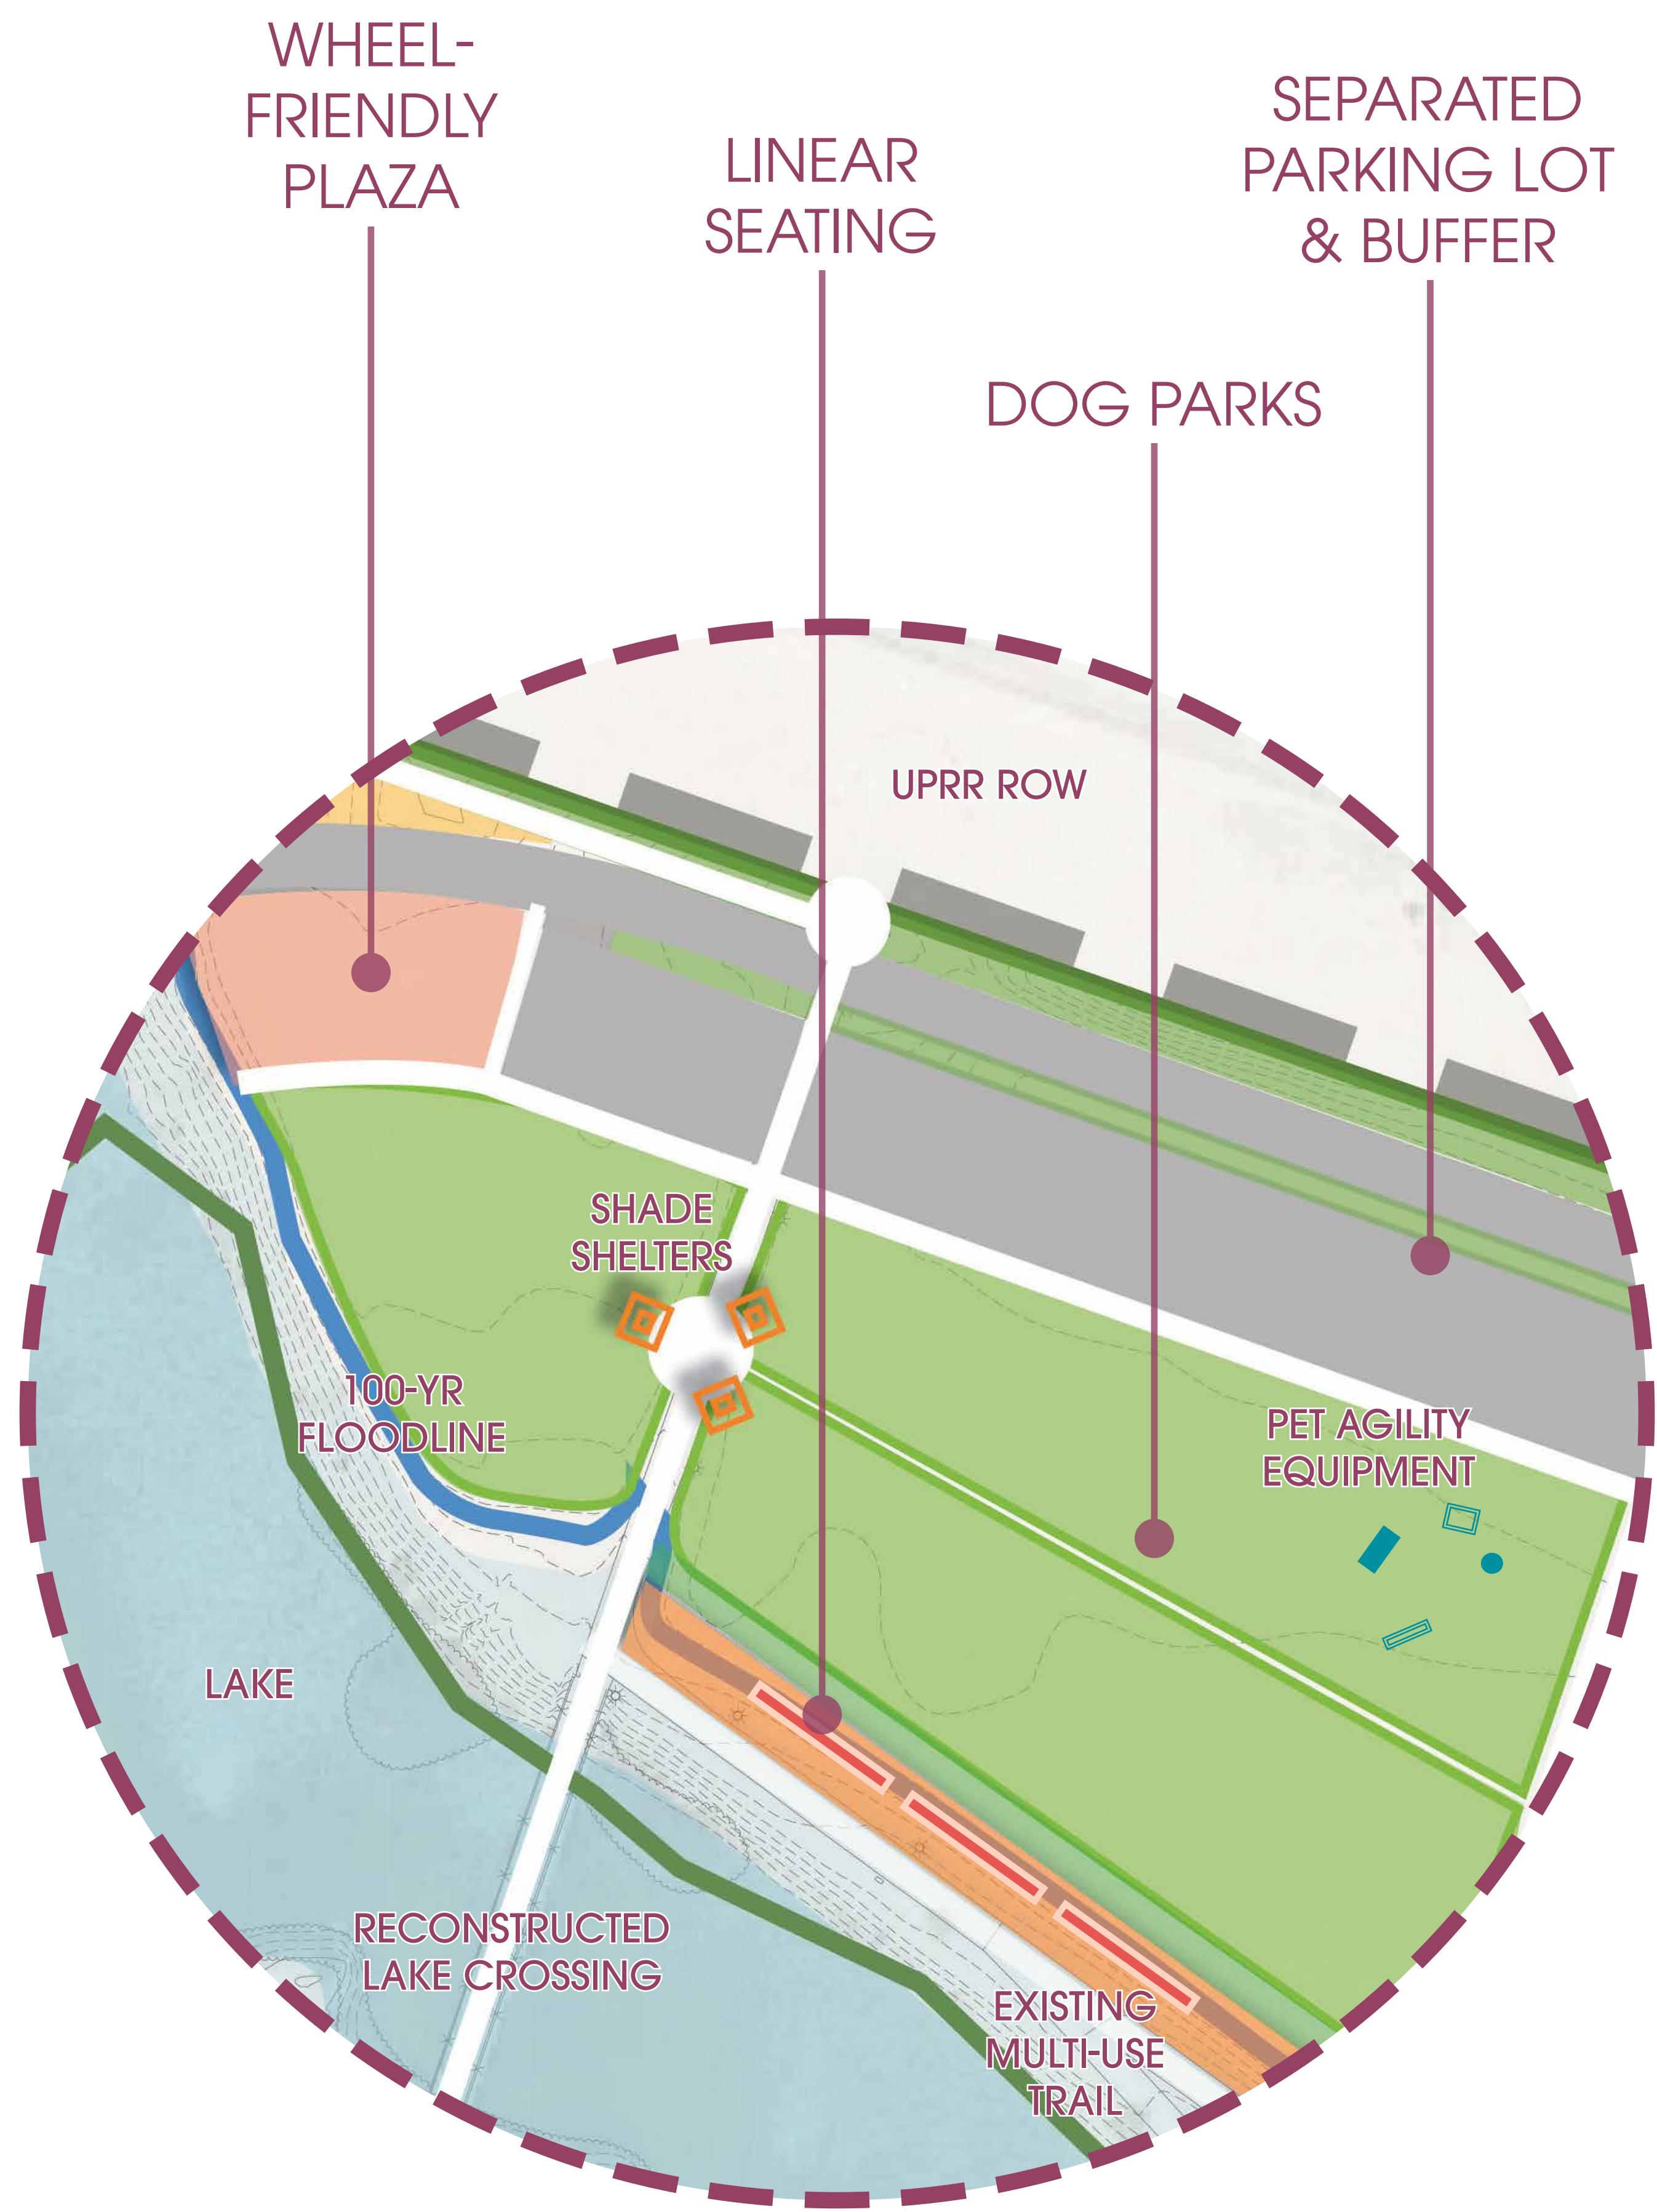 WHEEL-
FRIENDLY
PLAZA
LINEAR
SEATING
SEPARATED
PARKING LOT
& BUFFER
DOG PARKS
UPRR ROW
SHADE
SHELTERS
100-YR
FLOODLINE
PET AGILITY
EQUIPMENT
LAKE
RECONSTRUCTED
LAKE CROSSING
EXISTING
MULTI-USE
TRAIL